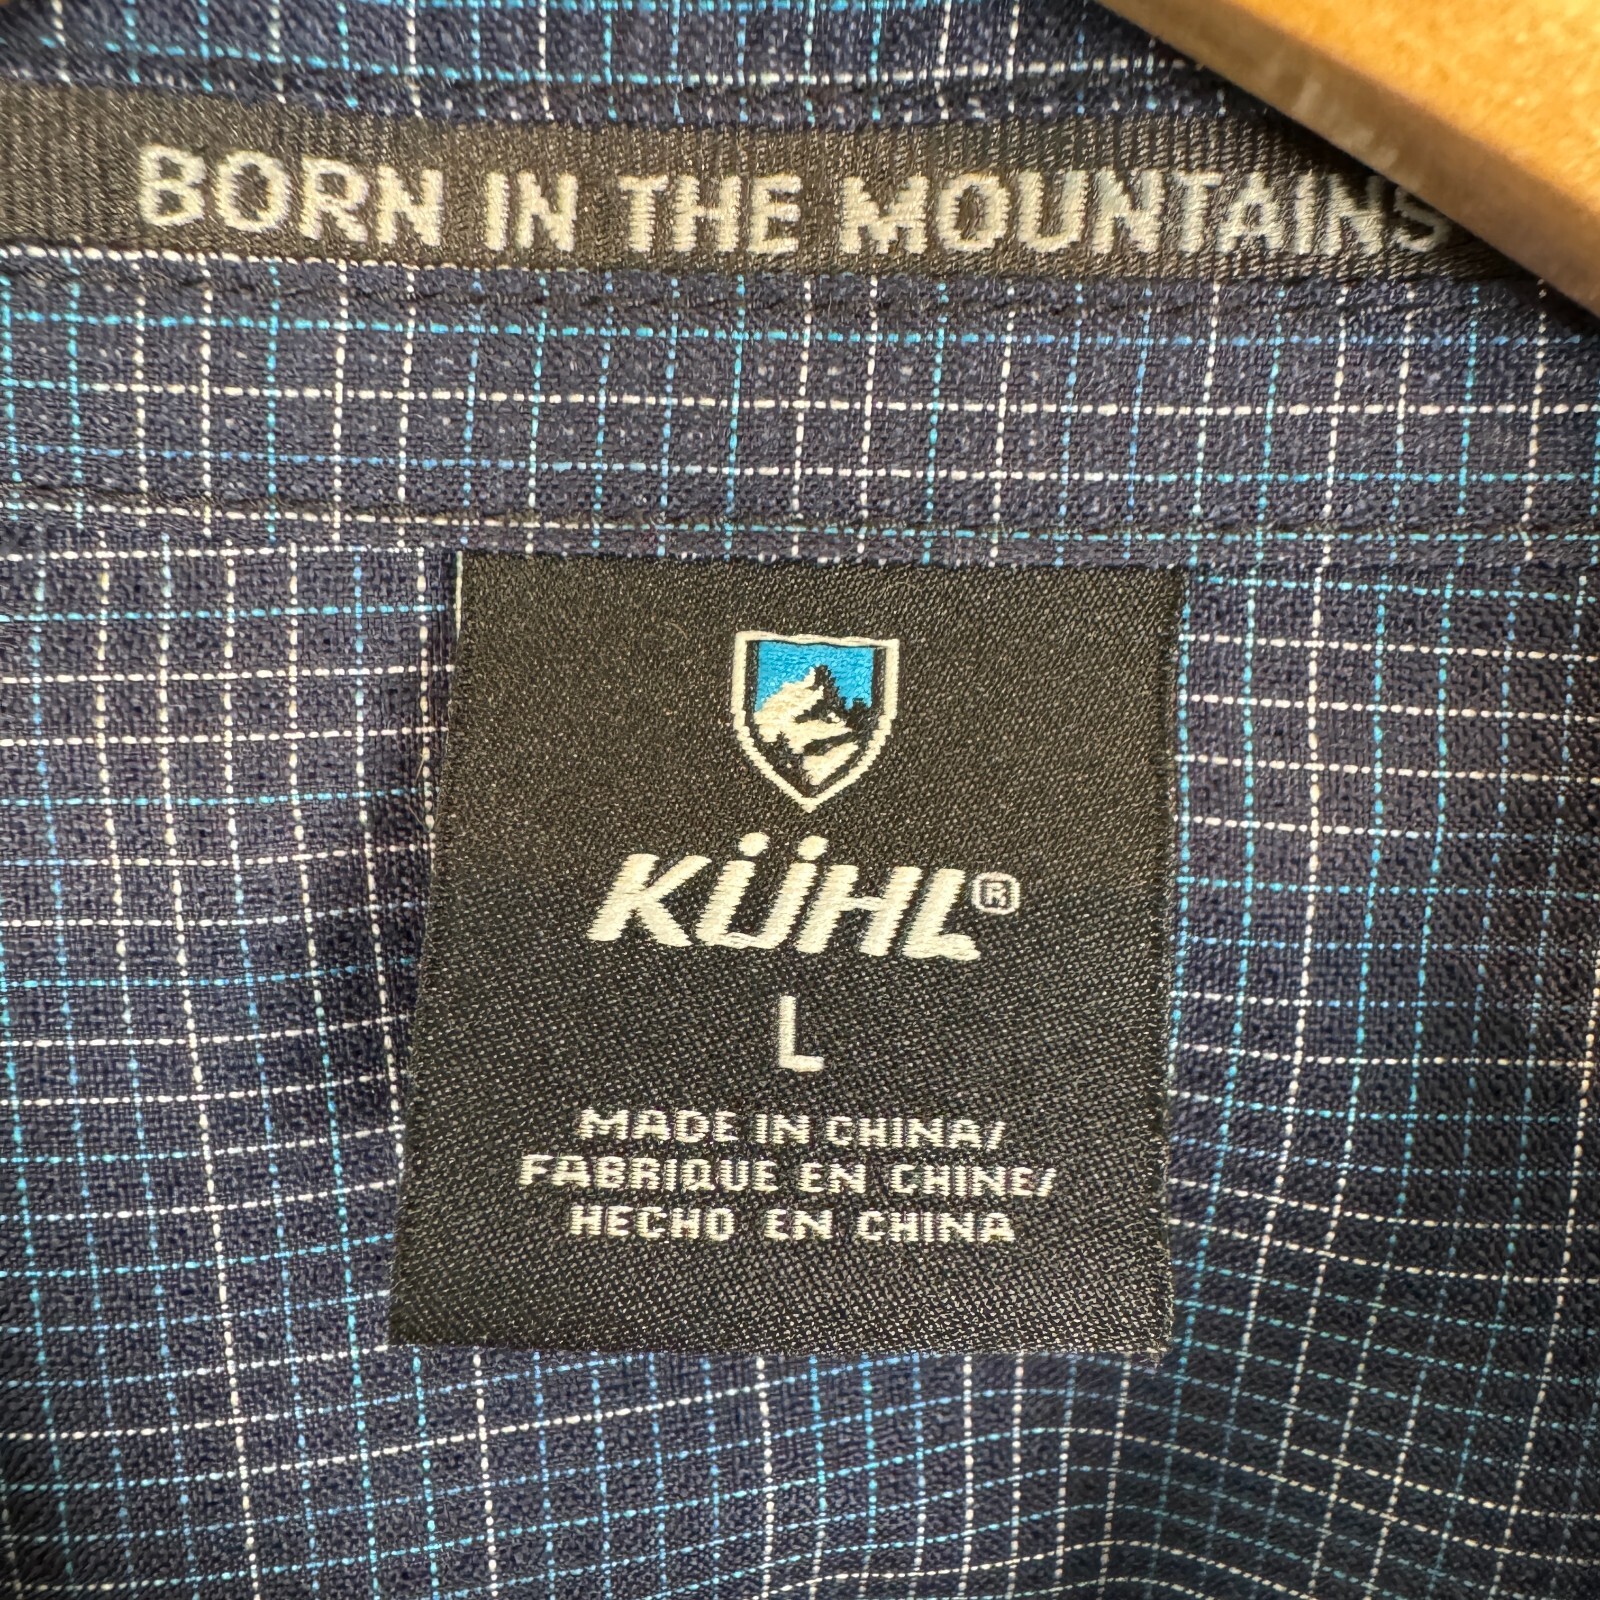 BORN IN THE MOUNTAINS
KÜHL®
L
MADE IN CHINA/
FABRIQUE EN CHINE/
HECHO EN CHINA